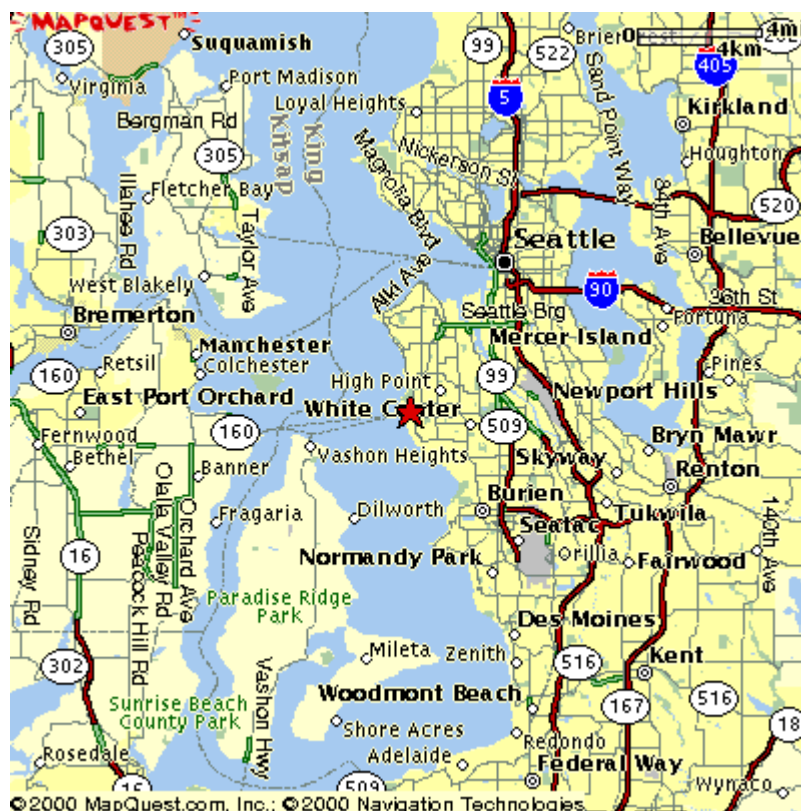 MAPQUEST™
305
Suquamish
99
522
Brier
0
4m
4km
405
Virginia
Port Madison
Loyal Heights
5
Sand Point Way
Kirkland
Bergman Rd
Kitsap
King
Nickerson St
Houghton
305
Magnolia Blvd
Illahee Rd
Fletcher Bay
84th Ave
520
303
Taylor Ave
Seattle
Bellevue
West Blakely
Alki Ave
90
36th St
Bremerton
Seattle Brg
Fortuna
Manchester
Mercer Island
160
Retsil
Colchester
99
Pines
East Port Orchard
High Point
Newport Hills
White Center
160
509
Fernwood
Bryn Mawr
Bethel
Banner
Vashon Heights
Skyway
Renton
Olalla Valley Rd
Orchard Ave
Fragaria
Dilworth
Burien
Tukwila
140th Ave
Sidney Rd
16
Peacock Hill Rd
Seatac
Normandy Park
Orillia
Fairwood
Paradise Ridge
Park
Des Moines
302
Mileta
Zenith
516
Kent
Vashon Hwy
Sunrise Beach
County Park
Woodmont Beach
516
167
18
Shore Acres
Redondo
Rosedale
Adelaide
Federal Way
16
509
Wynaco
©2000 MapQuest.com, Inc.; ©2000 Navigation Technologies